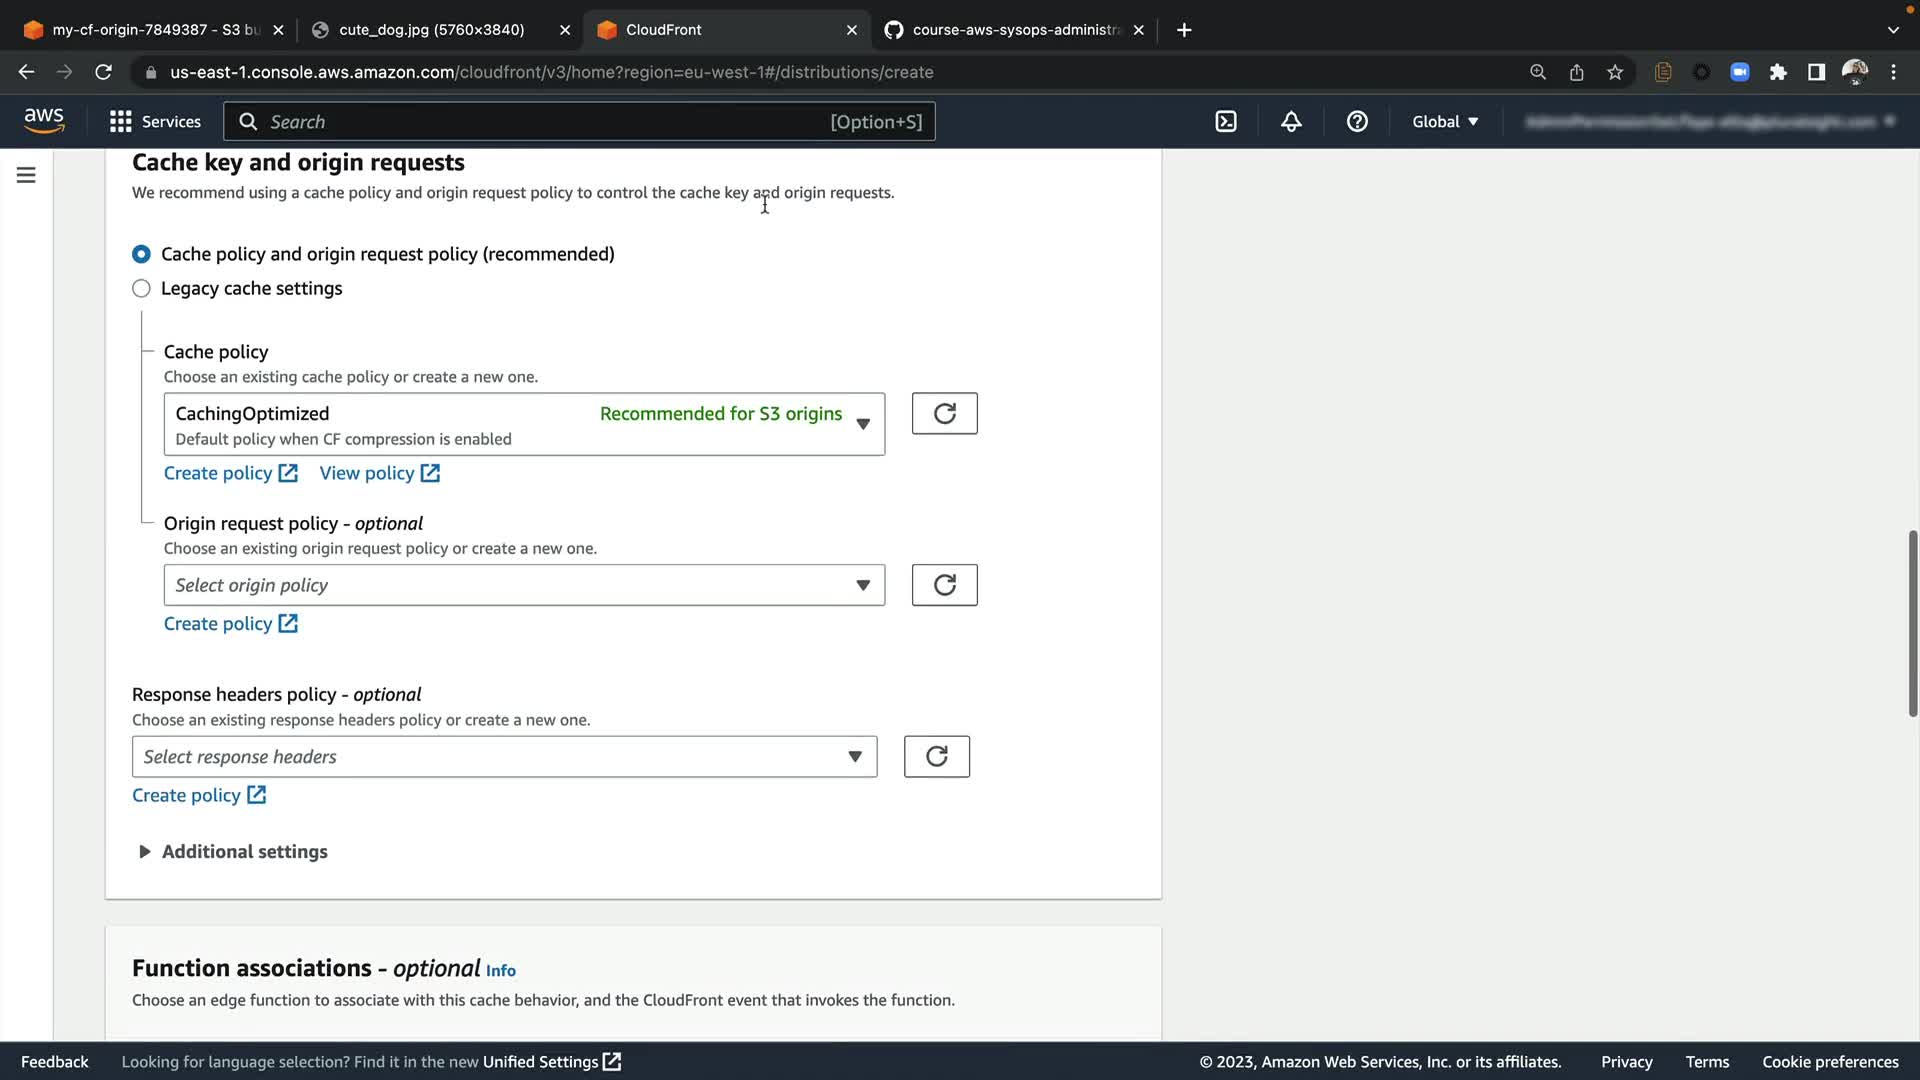 my-cf-origin-7849387 - S3 bu
cute_dog.jpg (5760×3840)
CloudFront
course-aws-sysops-administra
us-east-1.console.aws.amazon.com/cloudfront/v3/home?region=eu-west-1#/distributions/create
aws
Services
Search
[Option+S]
Global
Cache key and origin requests
We recommend using a cache policy and origin request policy to control the cache key and origin requests.
Cache policy and origin request policy (recommended)
Legacy cache settings
Cache policy
Choose an existing cache policy or create a new one.
CachingOptimized
Recommended for S3 origins
Default policy when CF compression is enabled
Create policy
View policy
Origin request policy - optional
Choose an existing origin request policy or create a new one.
Select origin policy
Create policy
Response headers policy - optional
Choose an existing response headers policy or create a new one.
Select response headers
Create policy
Additional settings
Function associations - optional Info
Choose an edge function to associate with this cache behavior, and the CloudFront event that invokes the function.
Feedback
Looking for language selection? Find it in the new Unified Settings
© 2023, Amazon Web Services, Inc. or its affiliates.
Privacy
Terms
Cookie preferences